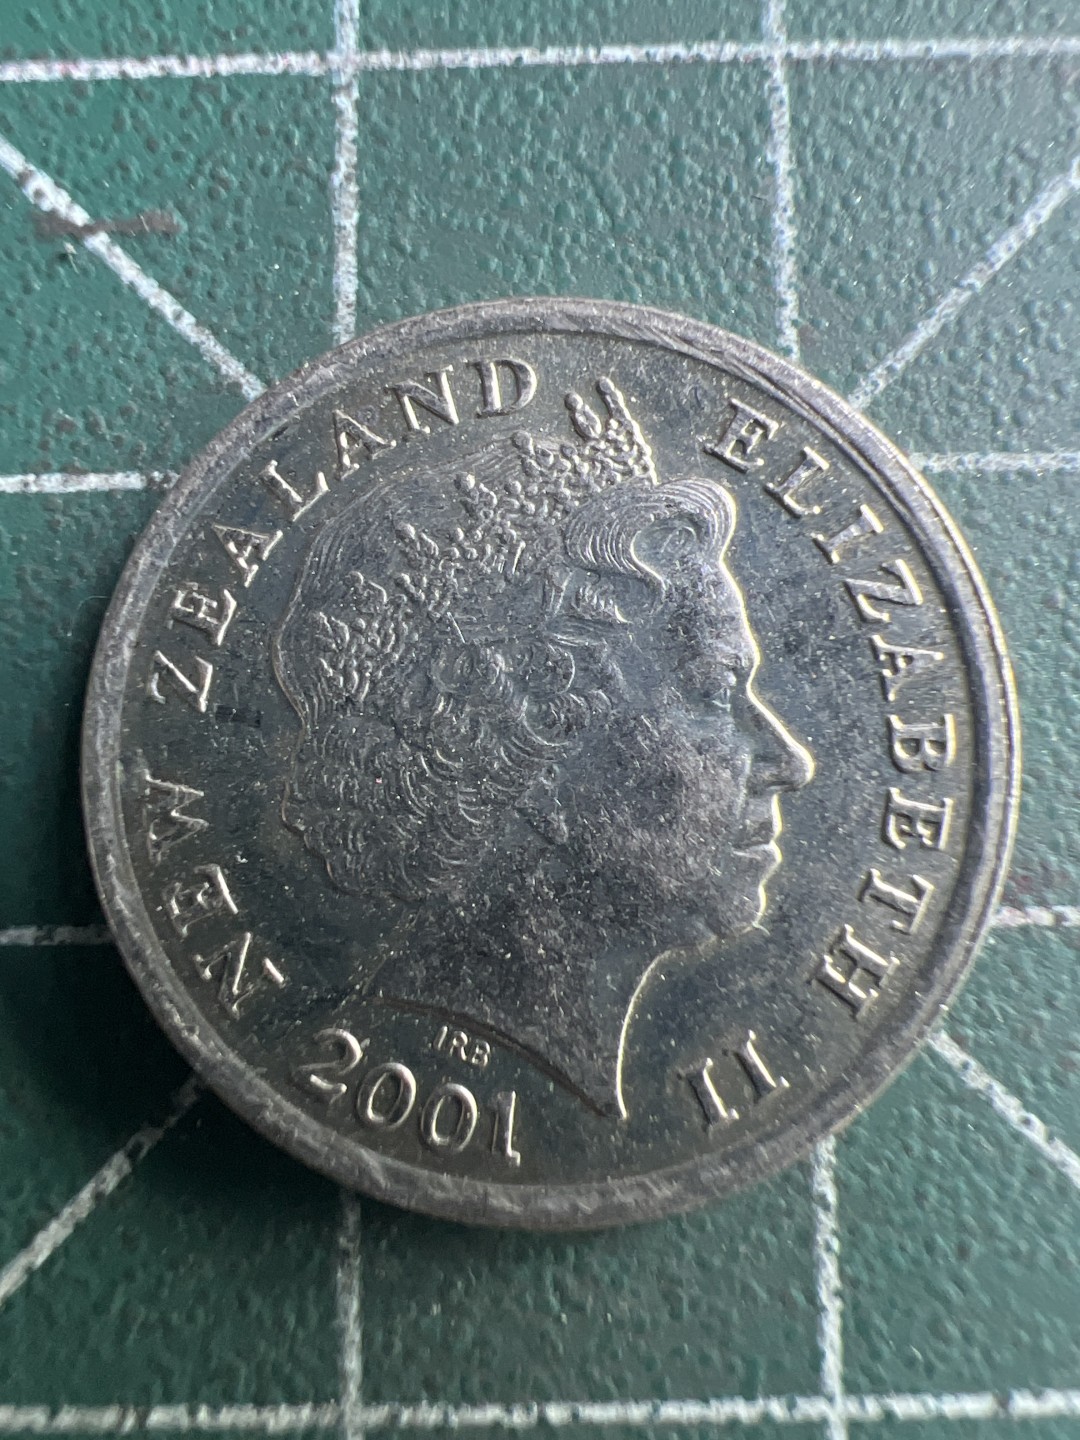 NEW ZEALAND ELIZABETH II
IRB
2001